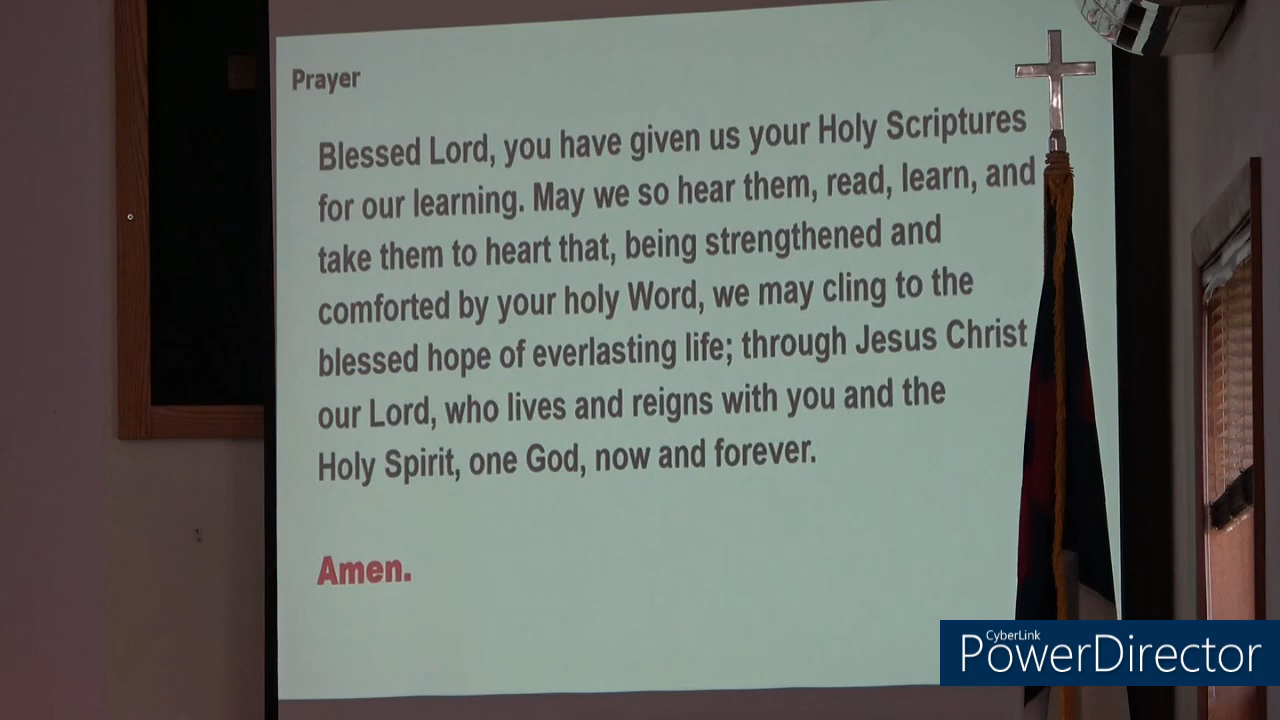 Prayer
Blessed Lord, you have given us your Holy Scriptures
for our learning. May we so hear them, read, learn, and
take them to heart that, being strengthened and
comforted by your holy Word, we may cling to the
blessed hope of everlasting life; through Jesus Christ
our Lord, who lives and reigns with you and the
Holy Spirit, one God, now and forever.
Amen.
CyberLink
PowerDirector